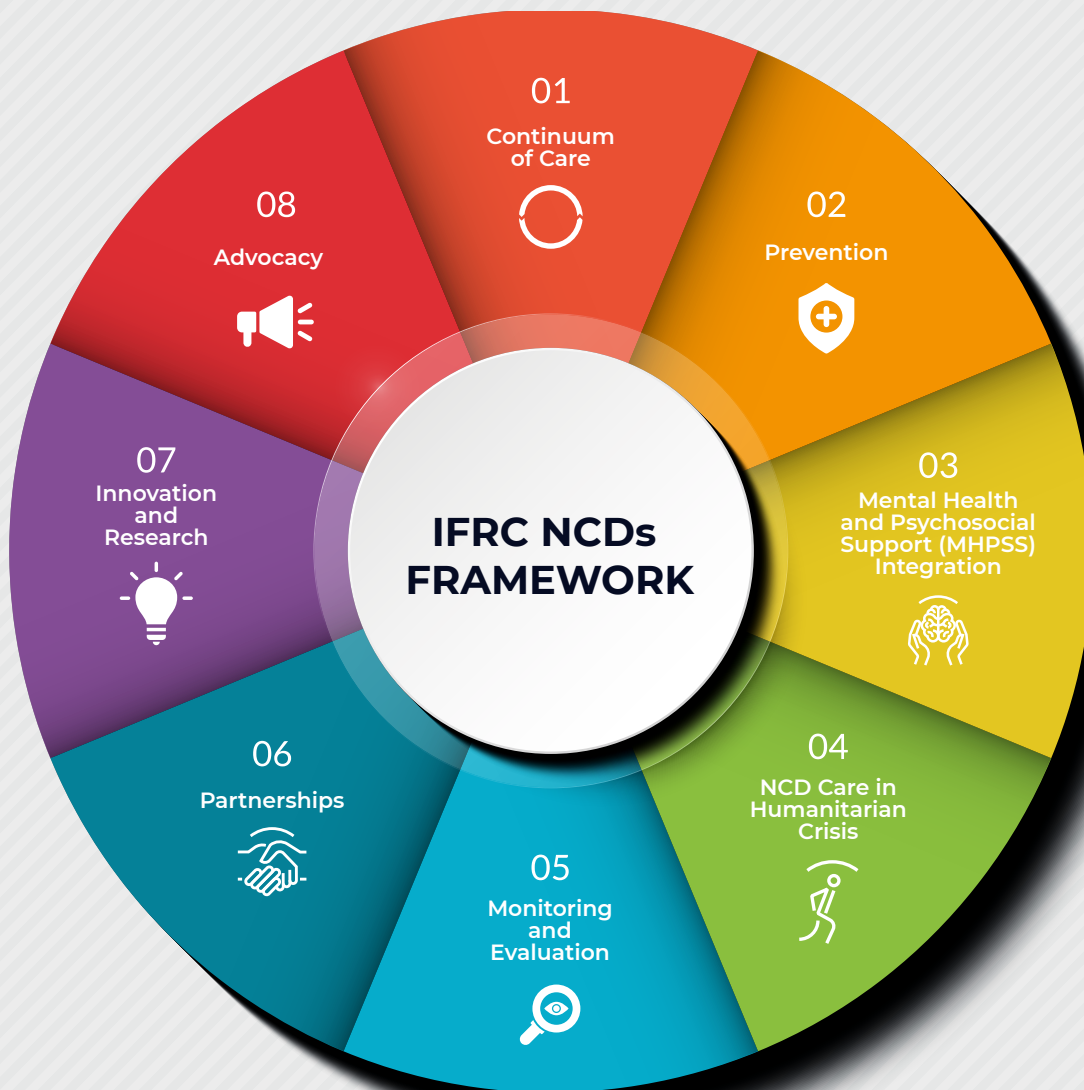 IFRC NCDs
FRAMEWORK
01
Continuum
of Care
02
Prevention
03
Mental Health
and Psychosocial
Support (MHPSS)
Integration
04
NCD Care in
Humanitarian
Crisis
05
Monitoring
and
Evaluation
06
Partnerships
07
Innovation
and
Research
08
Advocacy